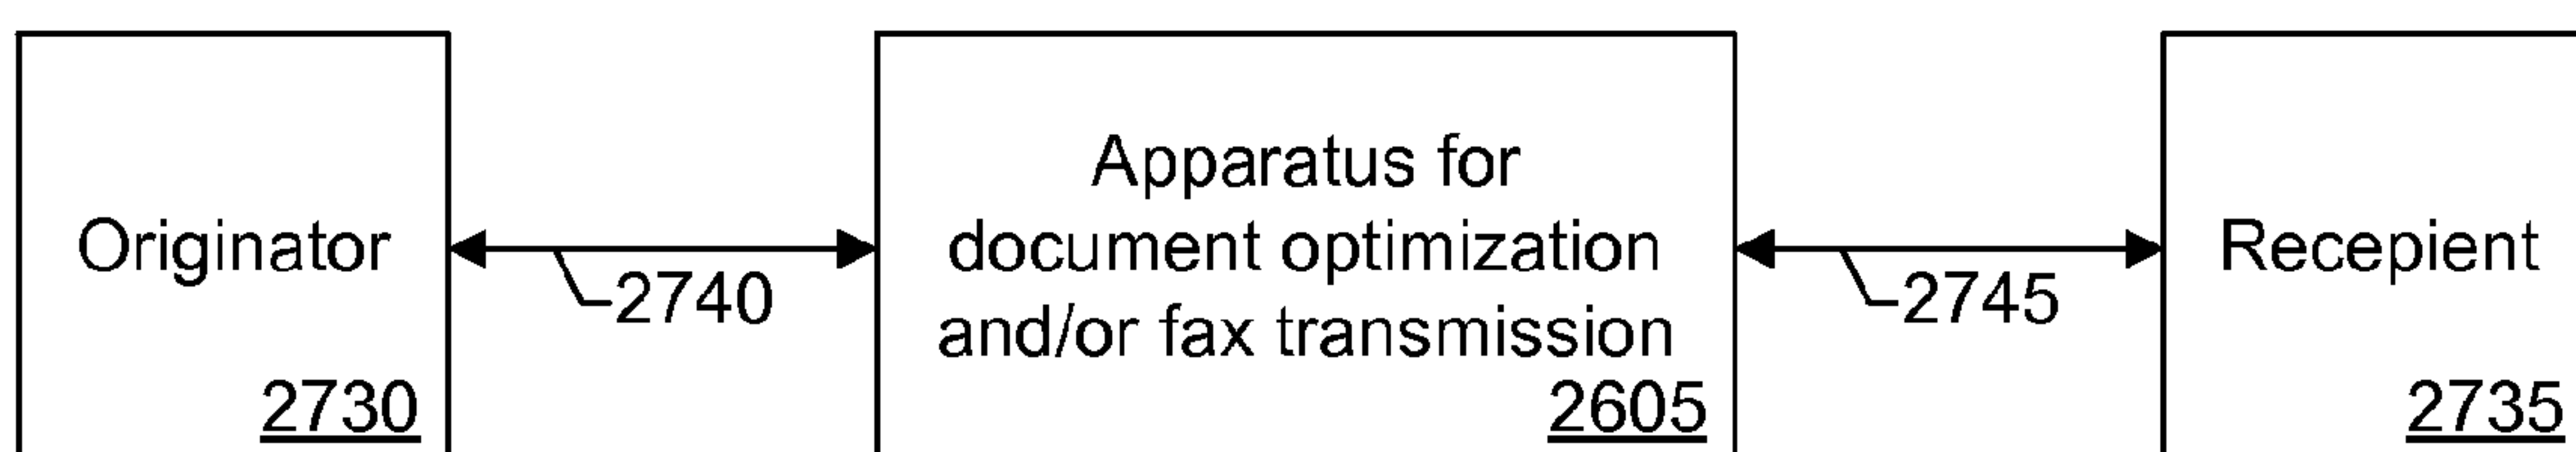 Originator
2730
2740
Apparatus for
document optimization
and/or fax transmission
2605
2745
Recepient
2735